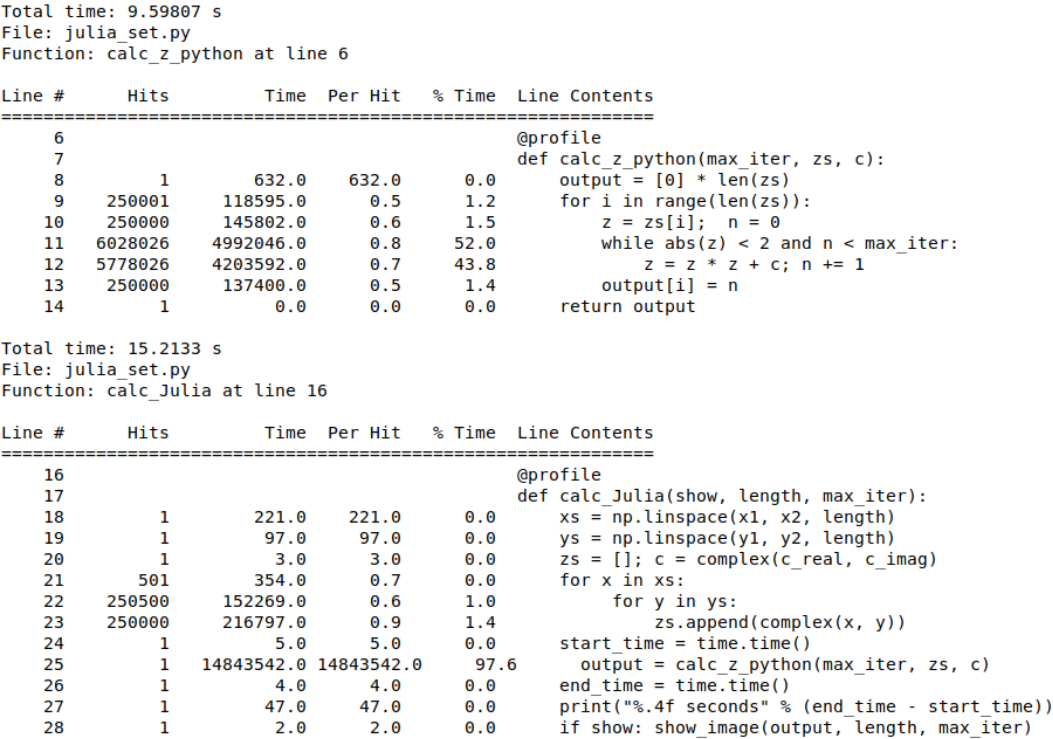 Total time: 9.59807 s
File: julia_set.py
Function: calc_z_python at line 6
Line #      Hits         Time  Per Hit   % Time  Line Contents
==============================================================
     6                                           @profile
     7                                           def calc_z_python(max_iter, zs, c):
     8         1        632.0    632.0      0.0      output = [0] * len(zs)
     9    250001     118595.0      0.5      1.2      for i in range(len(zs)):
    10    250000     145802.0      0.6      1.5          z = zs[i];  n = 0
    11   6028026    4992046.0      0.8     52.0          while abs(z) < 2 and n < max_iter:
    12   5778026    4203592.0      0.7     43.8              z = z * z + c; n += 1
    13    250000     137400.0      0.5      1.4          output[i] = n
    14         1          0.0      0.0      0.0      return output
Total time: 15.2133 s
File: julia_set.py
Function: calc_Julia at line 16
Line #      Hits         Time  Per Hit   % Time  Line Contents
==============================================================
    16                                           @profile
    17                                           def calc_Julia(show, length, max_iter):
    18         1        221.0    221.0      0.0      xs = np.linspace(x1, x2, length)
    19         1         97.0     97.0      0.0      ys = np.linspace(y1, y2, length)
    20         1          3.0      3.0      0.0      zs = []; c = complex(c_real, c_imag)
    21       501        354.0      0.7      0.0      for x in xs:
    22    250500     152269.0      0.6      1.0           for y in ys:
    23    250000     216797.0      0.9      1.4               zs.append(complex(x, y))
    24         1          5.0      5.0      0.0      start_time = time.time()
    25         1   14843542.0 14843542.0     97.6      output = calc_z_python(max_iter, zs, c)
    26         1          4.0      4.0      0.0      end_time = time.time()
    27         1         47.0     47.0      0.0      print("%.4f seconds" % (end_time - start_time))
    28         1          2.0      2.0      0.0      if show: show_image(output, length, max_iter)